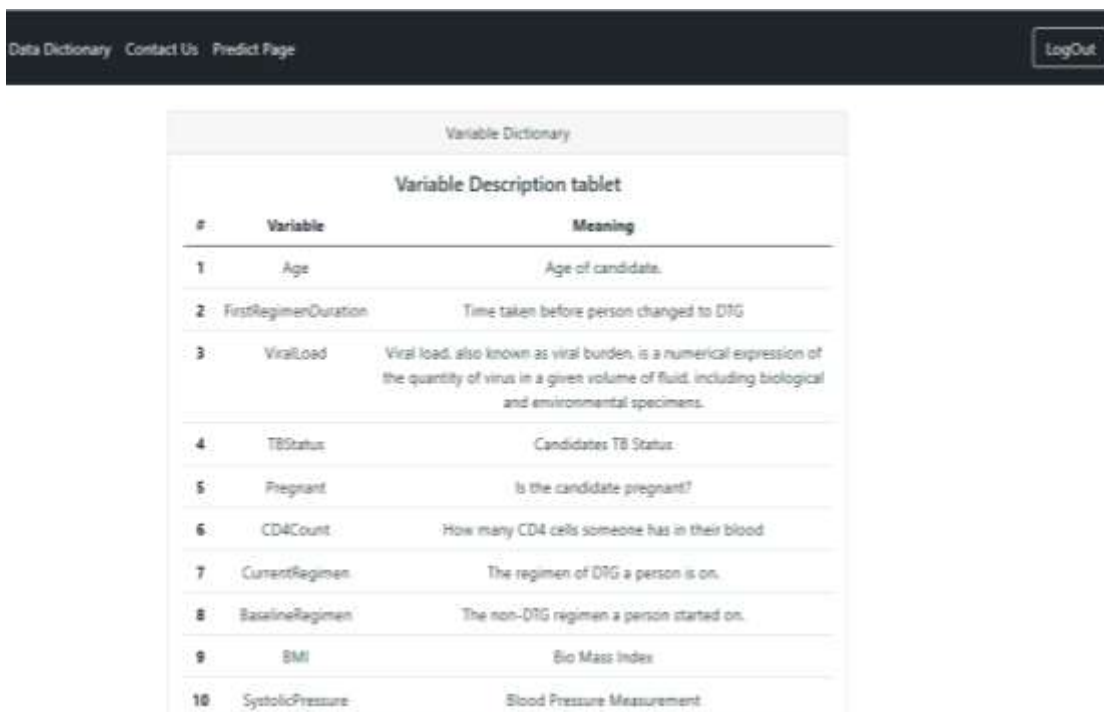 Data Dictionary Contact Us Predict Page LogOut
Variable Dictionary
Variable Description tablet
# Variable Meaning
1 Age Age of candidate.
2 FirstRegimenDuration Time taken before person changed to DTG
3 ViralLoad Viral load, also known as viral burden, is a numerical expression of
the quantity of virus in a given volume of fluid, including biological
and environmental specimens.
4 TBStatus Candidates TB Status
5 Pregnant Is the candidate pregnant?
6 CD4Count How many CD4 cells someone has in their blood
7 CurrentRegimen The regimen of DTG a person is on.
8 BaselineRegimen The non-DTG regimen a person started on.
9 BMI Bio Mass Index
10 SystolicPressure Blood Pressure Measurement